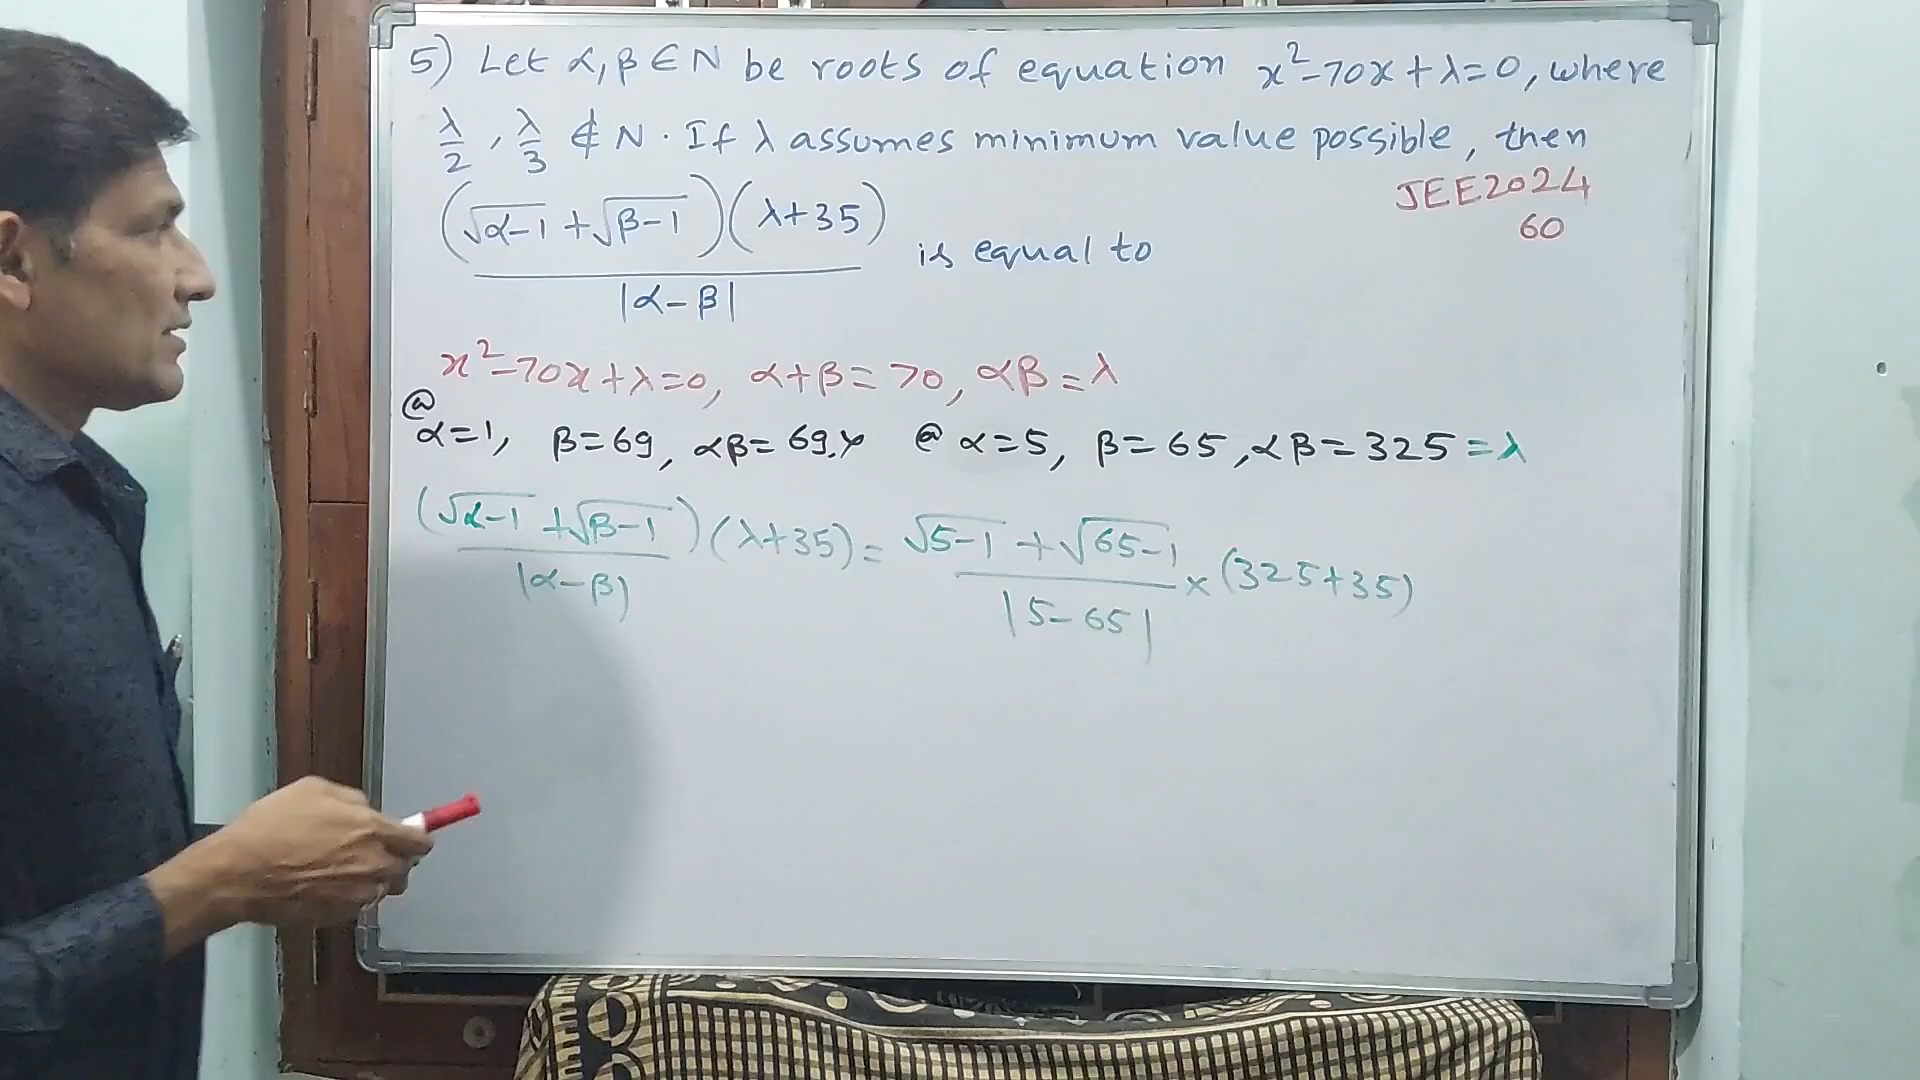 5) Let α, β ∈ N be roots of equation x²-70x+λ=0, where
λ/2, λ/3 ∉ N. If λ assumes minimum value possible, then
(√(α-1) + √(β-1))(λ+35) / |α-β| is equal to
JEE2024
60
x²-70x+λ=0, α+β=70, αβ=λ
@ α=1, β=69, αβ=69.× @ α=5, β=65, αβ=325=λ
(√(α-1) + √(β-1)) / |α-β| (λ+35) = √(5-1) + √(65-1) / |5-65| × (325+35)